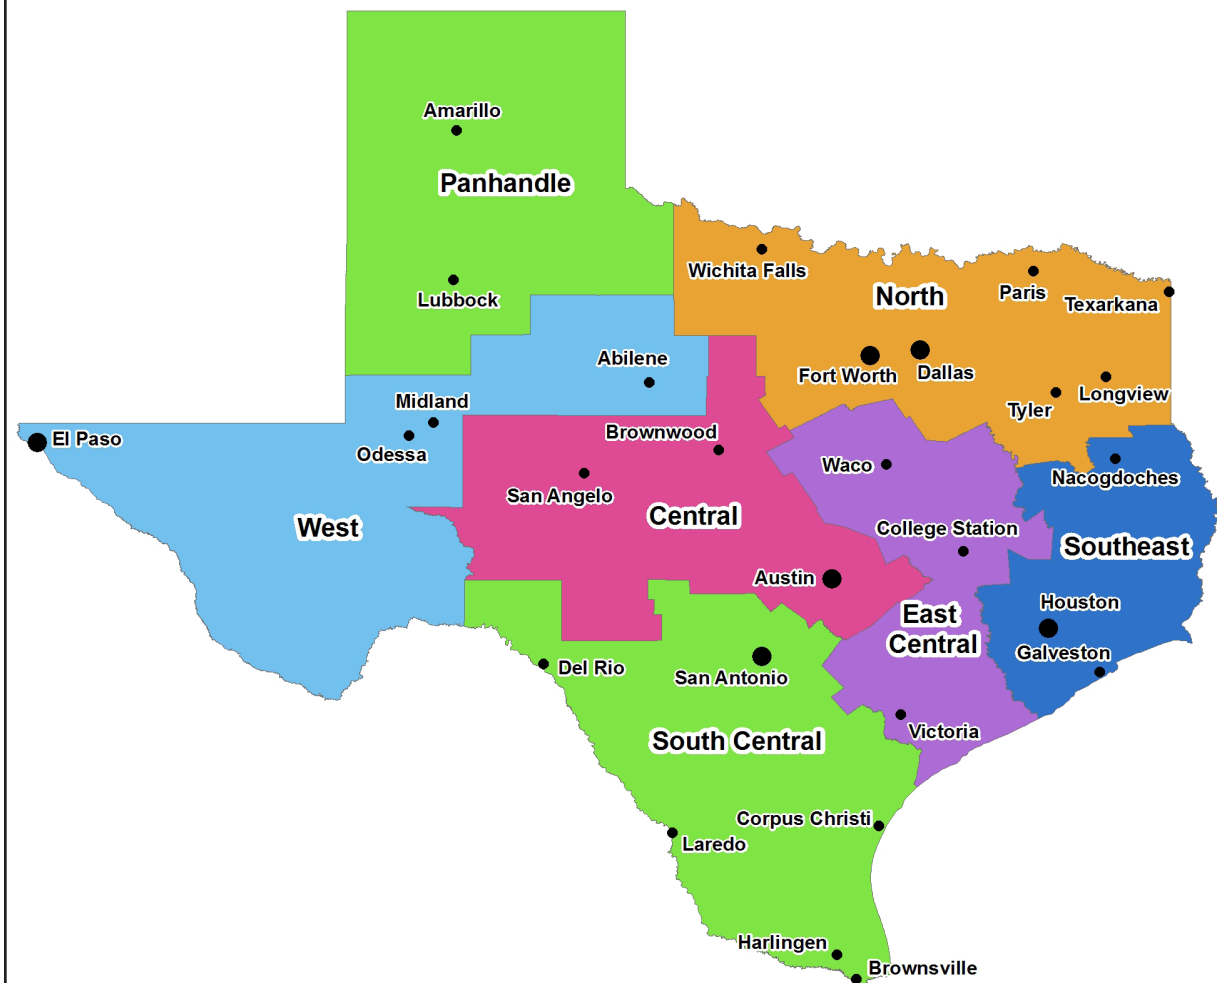 Amarillo
Panhandle
Wichita Falls
Lubbock
North
Paris
Texarkana
Abilene
Fort Worth
Dallas
Midland
Longview
Tyler
El Paso
Odessa
Brownwood
Waco
San Angelo
Nacogdoches
West
Central
College Station
Southeast
Austin
Houston
East
Central
Galveston
Del Rio
San Antonio
South Central
Victoria
Corpus Christi
Laredo
Harlingen
Brownsville